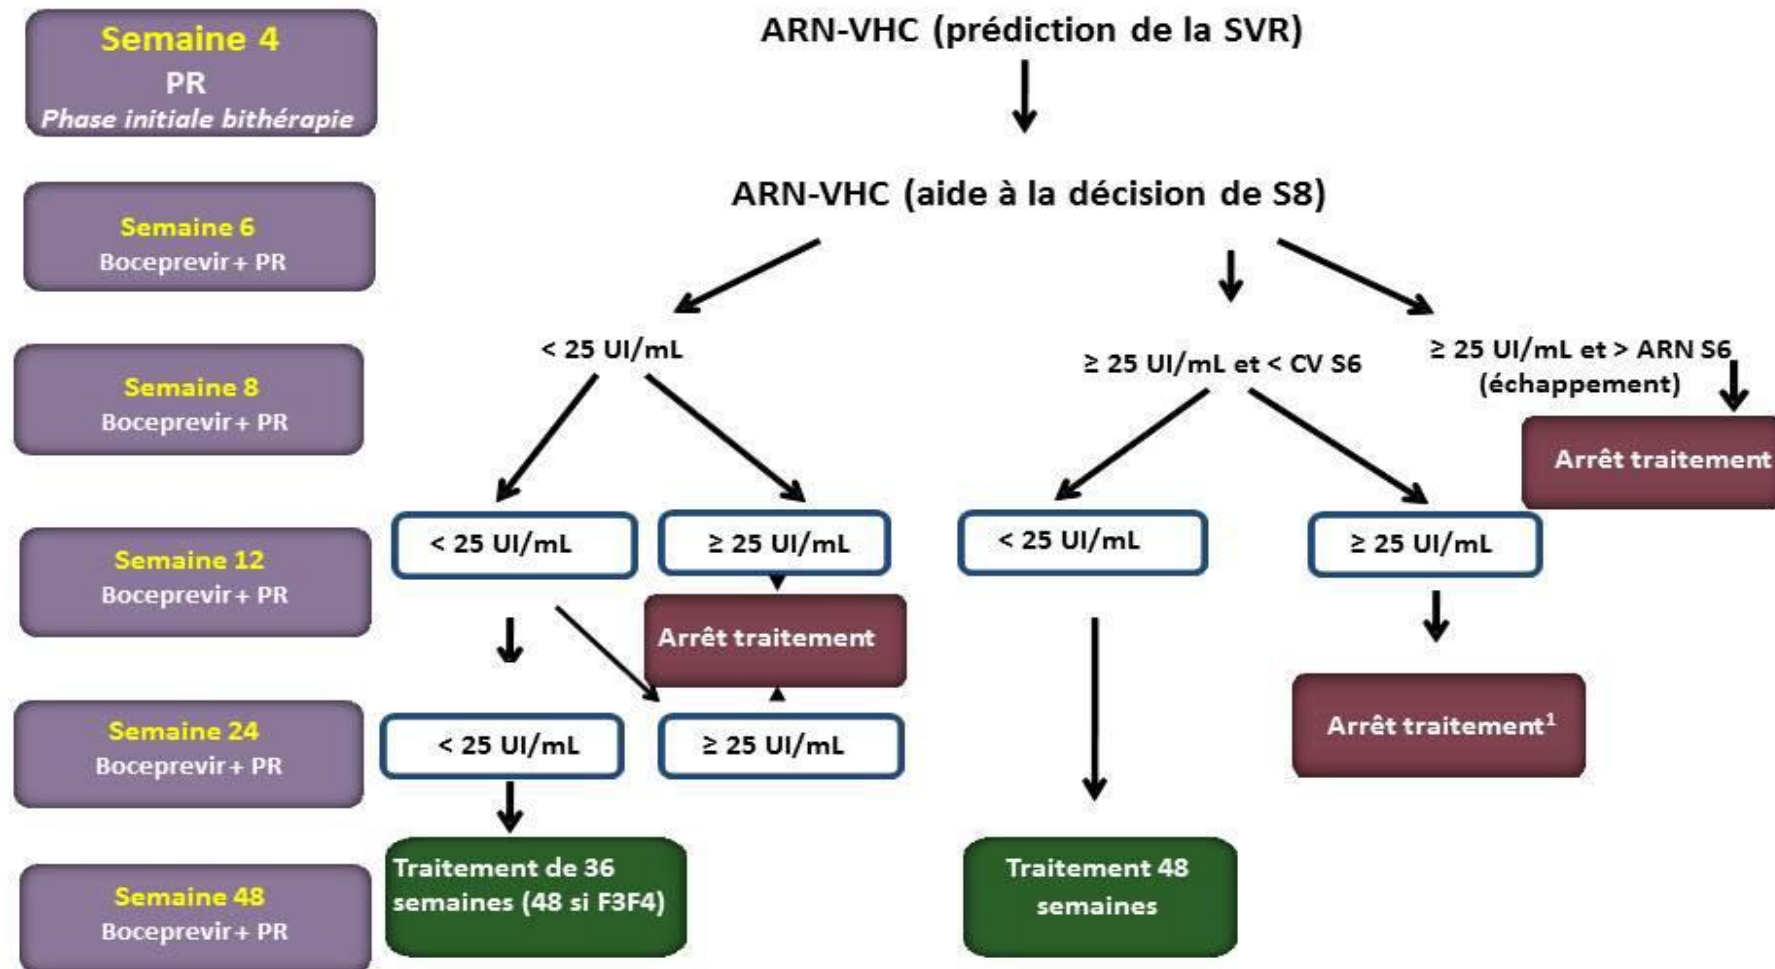 Semaine 4
PR
Phase initiale bithérapie
ARN-VHC (prédiction de la SVR)
Semaine 6
Boceprevir + PR
ARN-VHC (aide à la décision de S8)
Semaine 8
Boceprevir + PR
< 25 UI/mL
≥ 25 UI/mL et < CV S6
≥ 25 UI/mL et > ARN S6
(échappement)
Arrêt traitement
Semaine 12
Boceprevir + PR
< 25 UI/mL
≥ 25 UI/mL
< 25 UI/mL
≥ 25 UI/mL
Arrêt traitement
Semaine 24
Boceprevir + PR
< 25 UI/mL
≥ 25 UI/mL
Arrêt traitement¹
Semaine 48
Boceprevir + PR
Traitement de 36
semaines (48 si F3F4)
Traitement 48
semaines